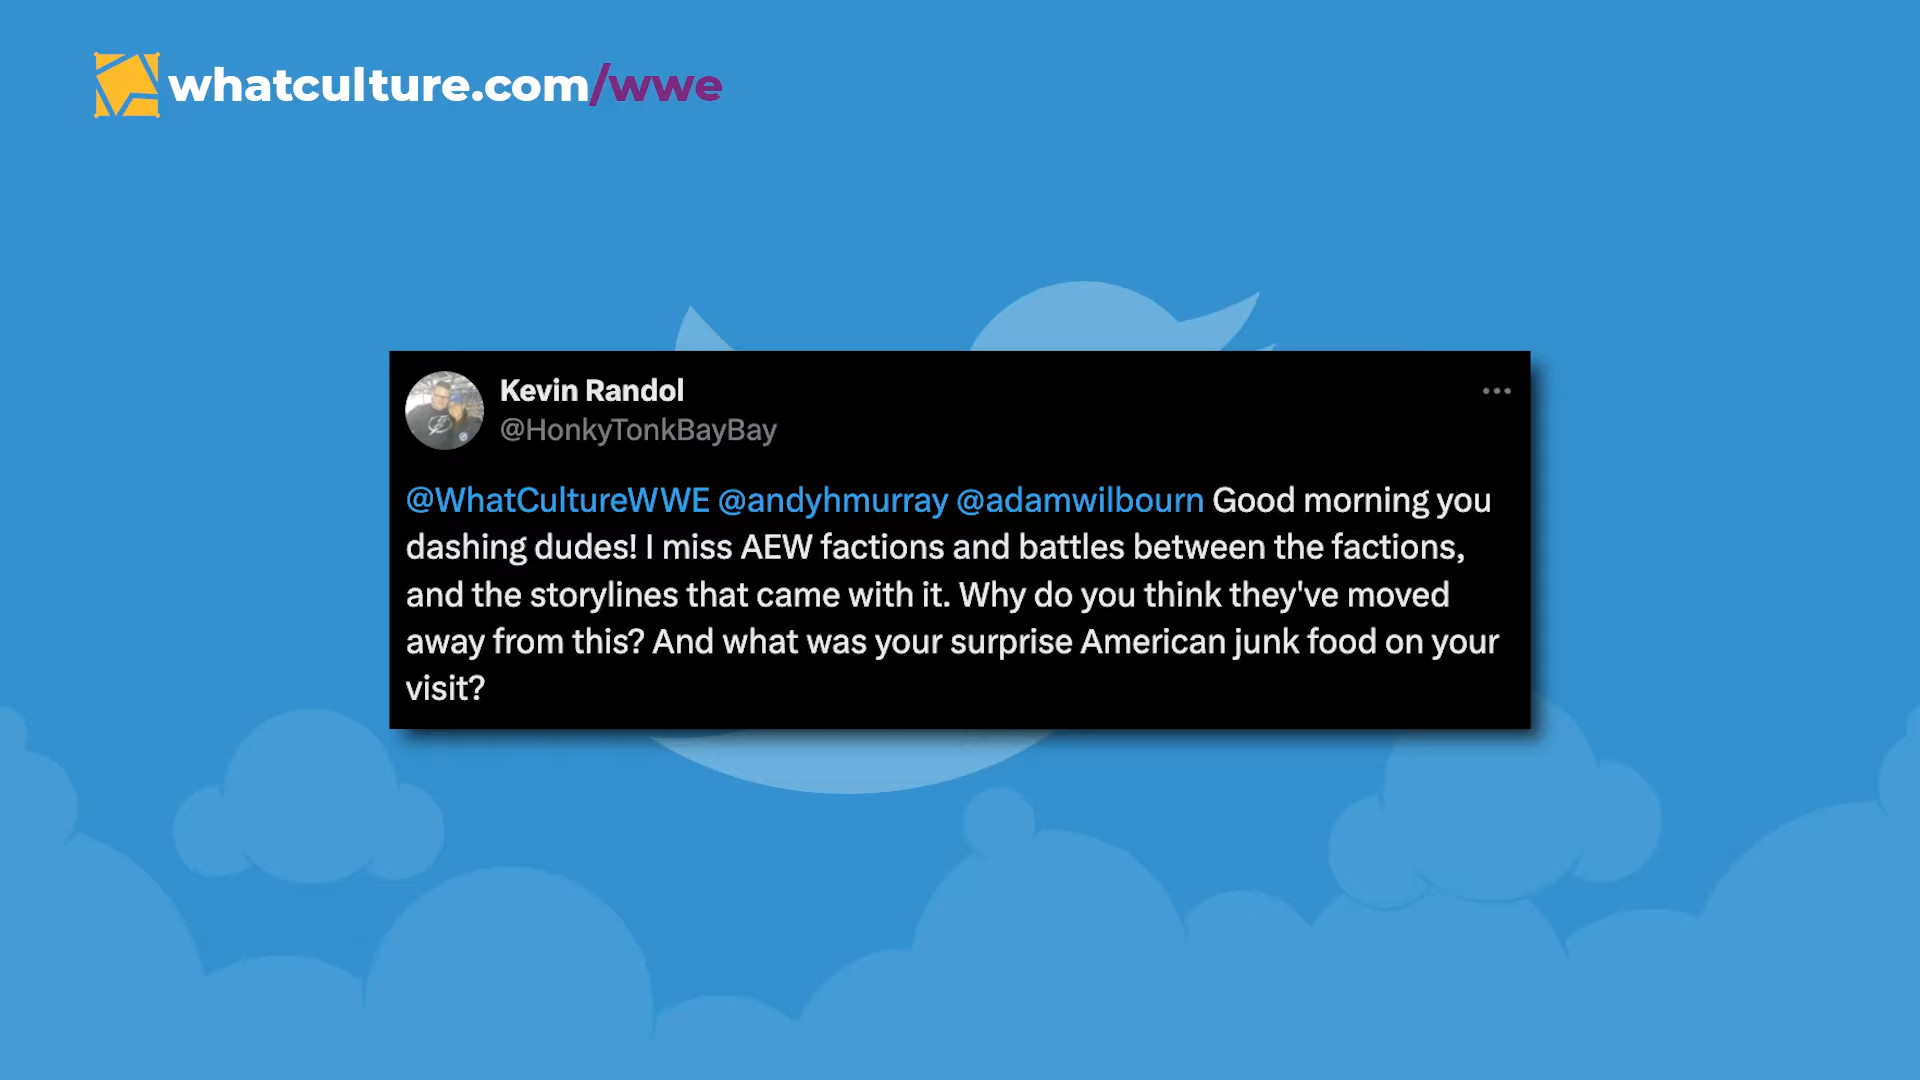 whatculture.com/wwe
Kevin Randol
@HonkyTonkBayBay
@WhatCultureWWE @andyhmurray @adamwilbourn Good morning you
dashing dudes! I miss AEW factions and battles between the factions,
and the storylines that came with it. Why do you think they've moved
away from this? And what was your surprise American junk food on your
visit?